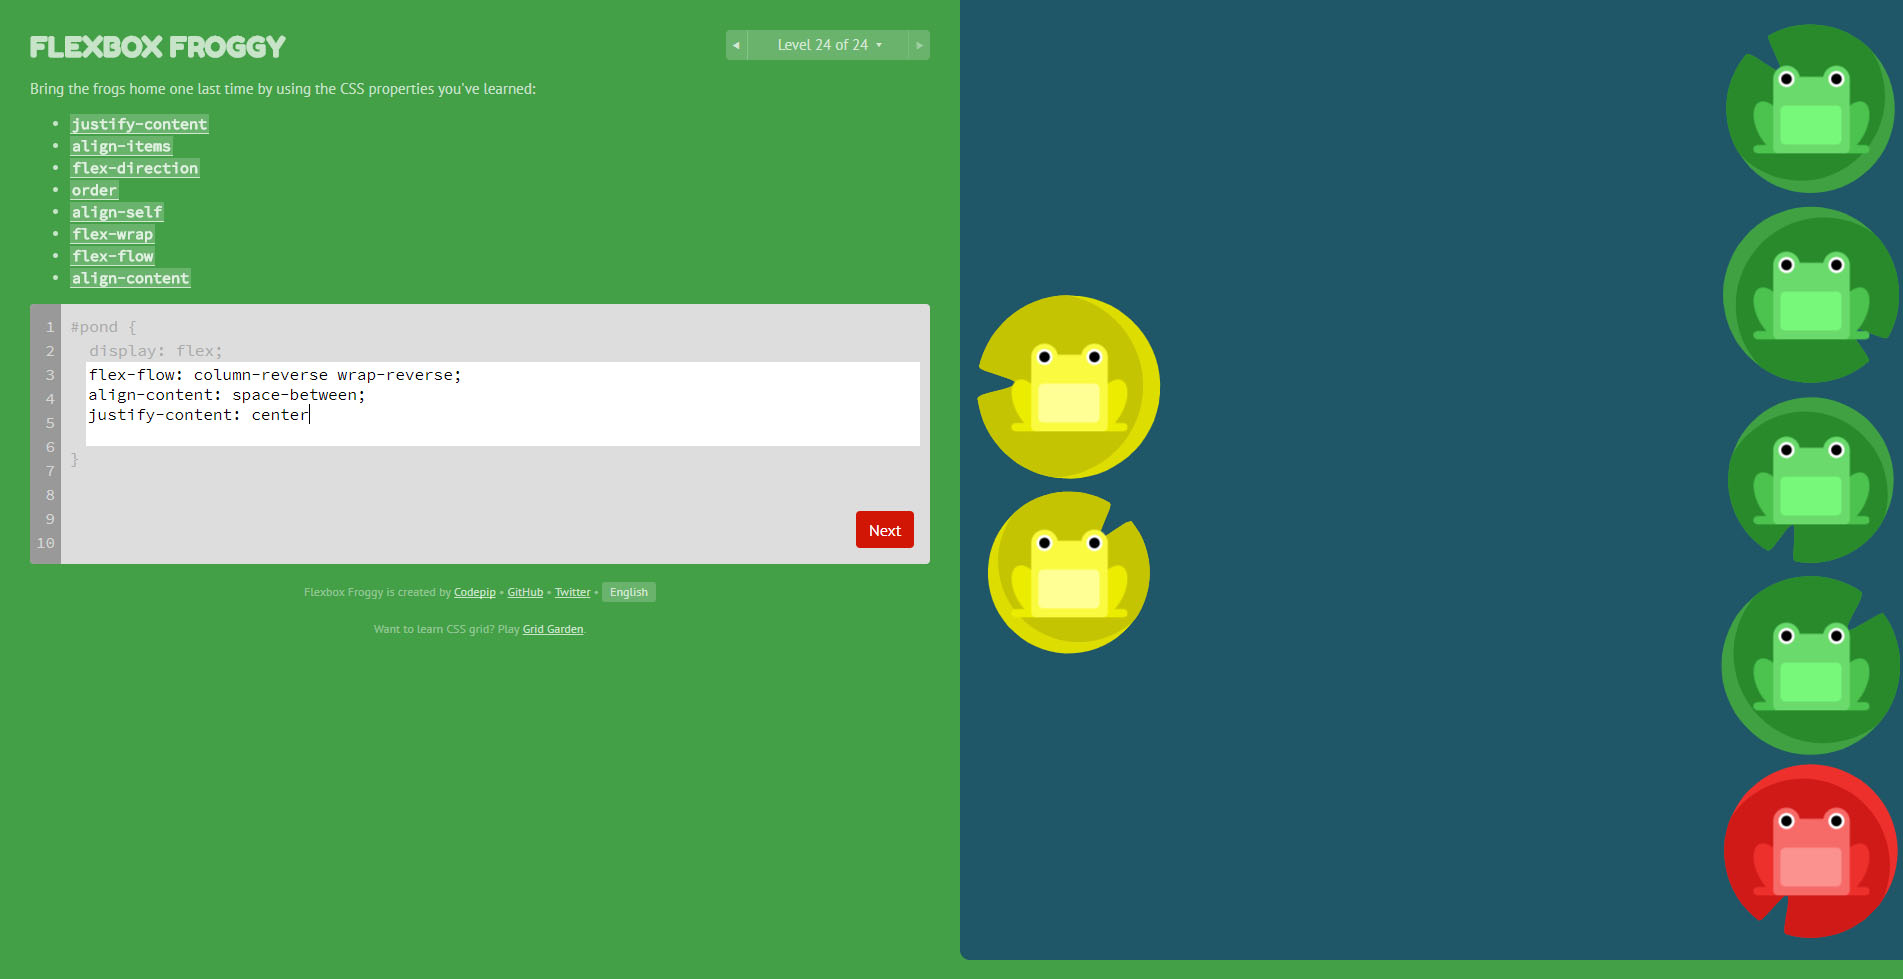 FLEXBOX FROGGY
◀ Level 24 of 24 ▾ ▶
Bring the frogs home one last time by using the CSS properties you've learned:
• justify-content
• align-items
• flex-direction
• order
• align-self
• flex-wrap
• flex-flow
• align-content
1 #pond {
2 display: flex;
3 flex-flow: column-reverse wrap-reverse;
4 align-content: space-between;
5 justify-content: center
6
7 }
8
9
10
Next
Flexbox Froggy is created by Codepip • GitHub • Twitter • English
Want to learn CSS grid? Play Grid Garden.